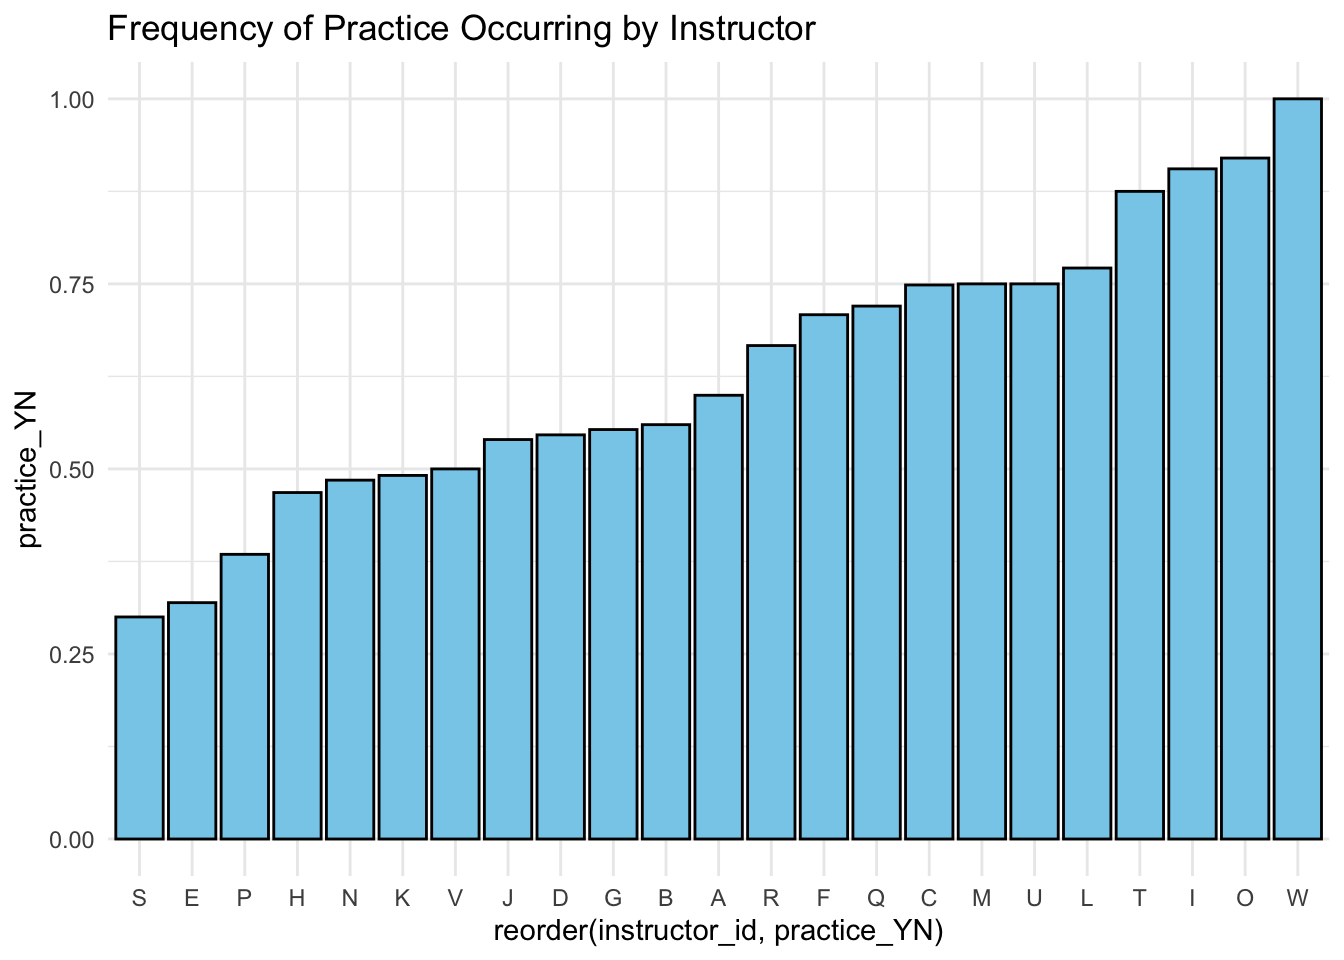 Frequency of Practice Occurring by Instructor
1.00
0.75
0.50
0.25
0.00
practice_YN
S E P H N K V J D G B A R F Q C M U L T I O W
reorder(instructor_id, practice_YN)